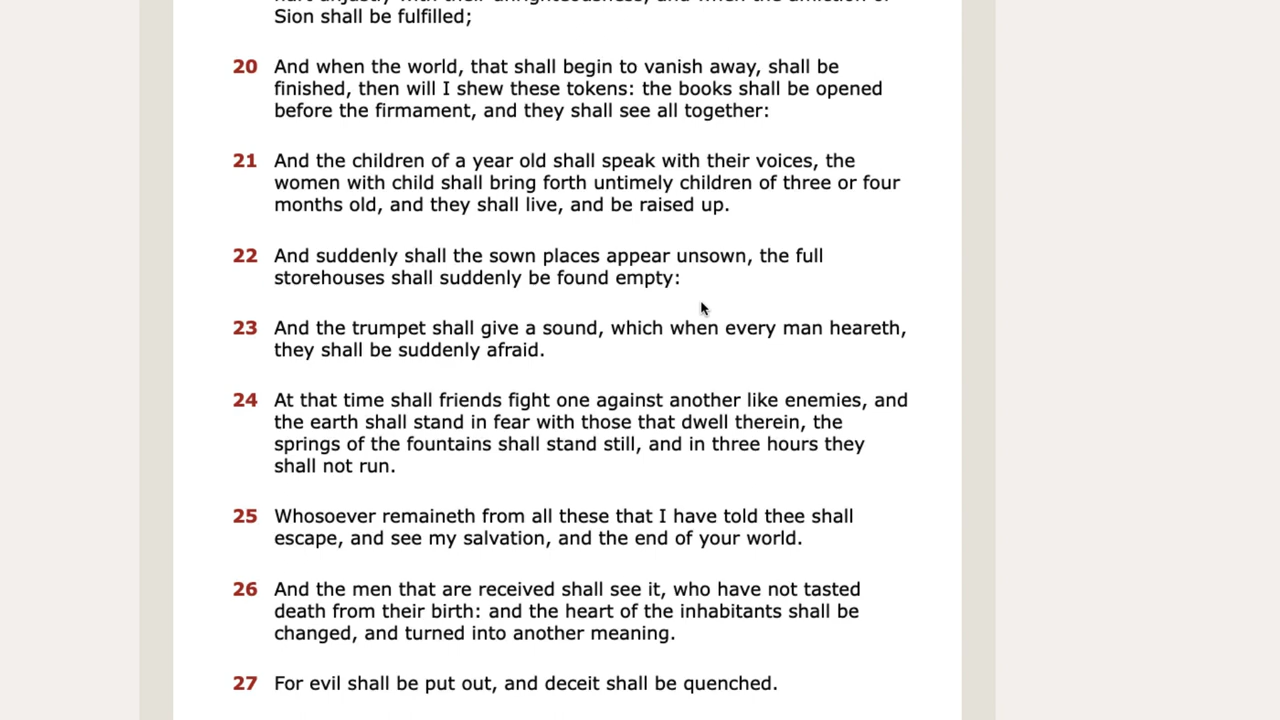 Sion shall be fulfilled;
20 And when the world, that shall begin to vanish away, shall be
finished, then will I shew these tokens: the books shall be opened
before the firmament, and they shall see all together:
21 And the children of a year old shall speak with their voices, the
women with child shall bring forth untimely children of three or four
months old, and they shall live, and be raised up.
22 And suddenly shall the sown places appear unsown, the full
storehouses shall suddenly be found empty:
23 And the trumpet shall give a sound, which when every man heareth,
they shall be suddenly afraid.
24 At that time shall friends fight one against another like enemies, and
the earth shall stand in fear with those that dwell therein, the
springs of the fountains shall stand still, and in three hours they
shall not run.
25 Whosoever remaineth from all these that I have told thee shall
escape, and see my salvation, and the end of your world.
26 And the men that are received shall see it, who have not tasted
death from their birth: and the heart of the inhabitants shall be
changed, and turned into another meaning.
27 For evil shall be put out, and deceit shall be quenched.